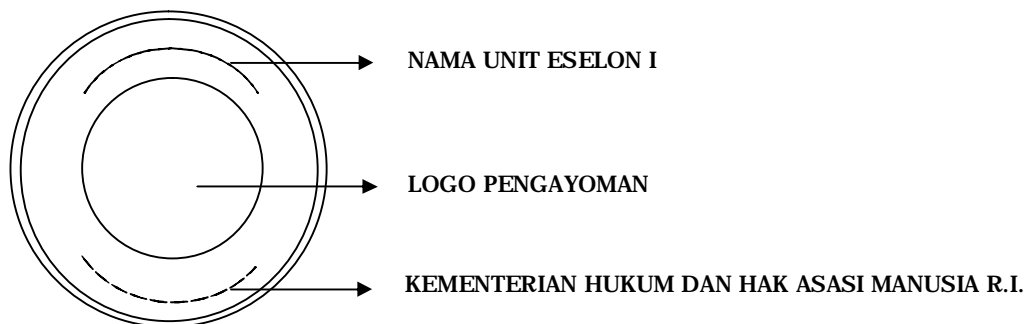 NAMA UNIT ESELON I
LOGO PENGAYOMAN
KEMENTERIAN HUKUM DAN HAK ASASI MANUSIA R.I.